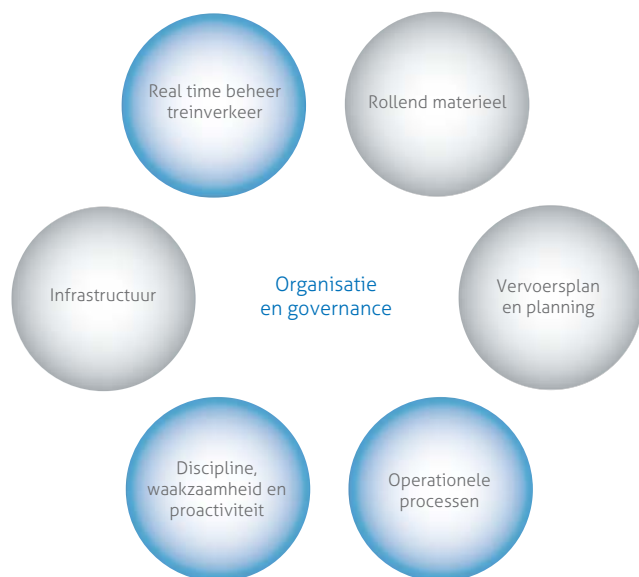 Real time beheer
treinverkeer
Rollend materieel
Infrastructuur
Organisatie
en governance
Vervoersplan
en planning
Discipline,
waakzaamheid en
proactiviteit
Operationele
processen